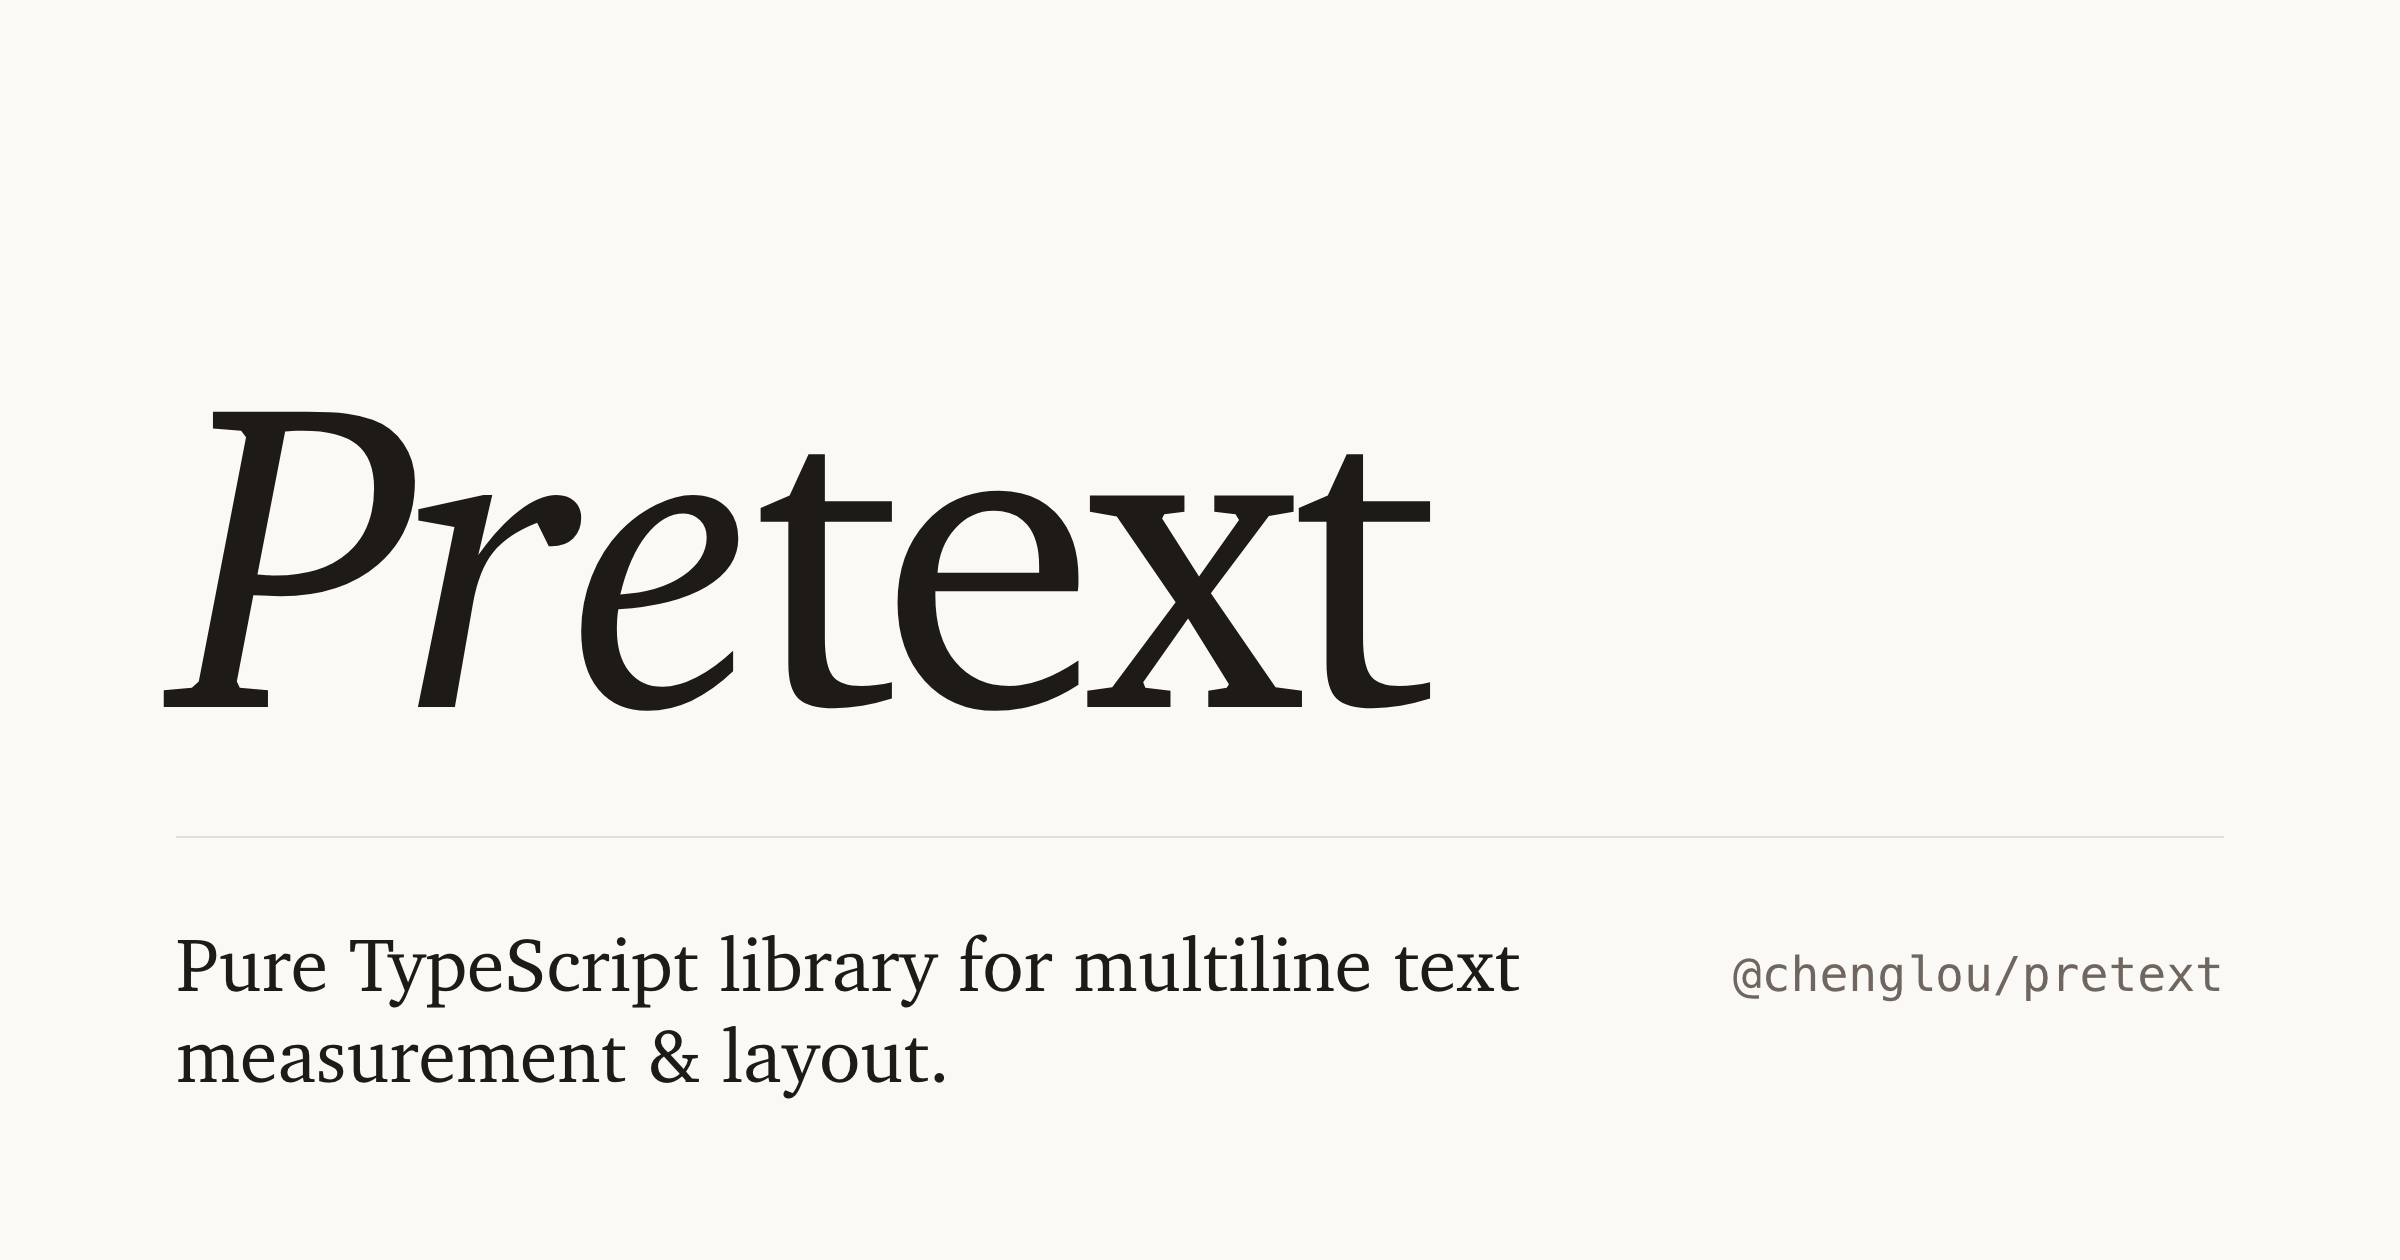 Pretext
Pure TypeScript library for multiline text
measurement & layout.
@chenglou/pretext